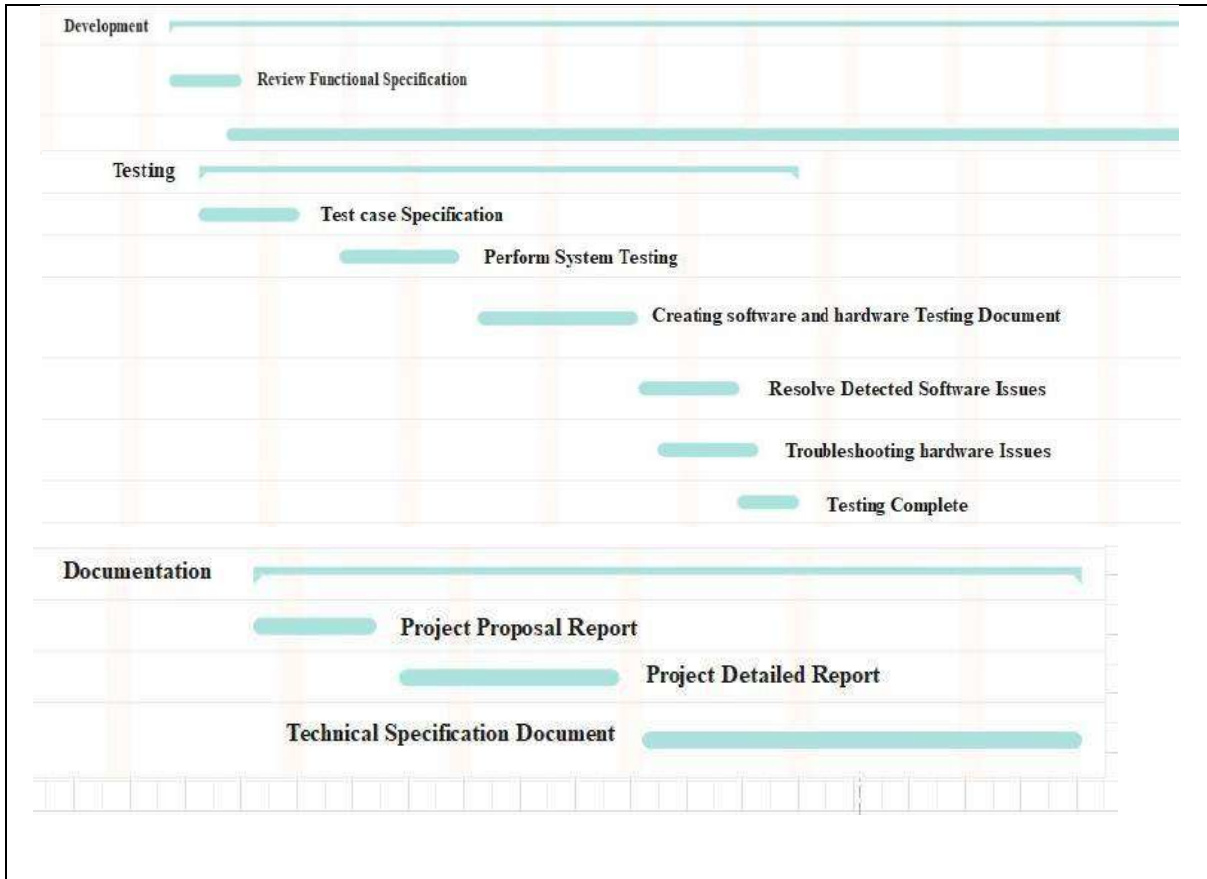 Development
Review Functional Specification
Testing
Test case Specification
Perform System Testing
Creating software and hardware Testing Document
Resolve Detected Software Issues
Troubleshooting hardware Issues
Testing Complete
Documentation
Project Proposal Report
Project Detailed Report
Technical Specification Document